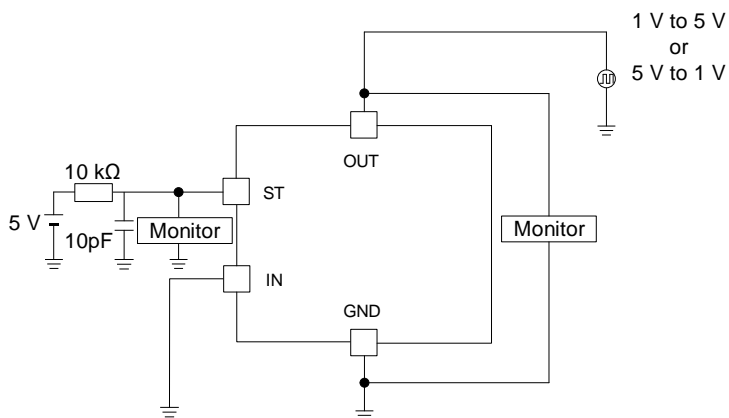 1 V to 5 V
or
5 V to 1 V
OUT
10 kΩ
ST
5 V
10pF
Monitor
Monitor
IN
GND